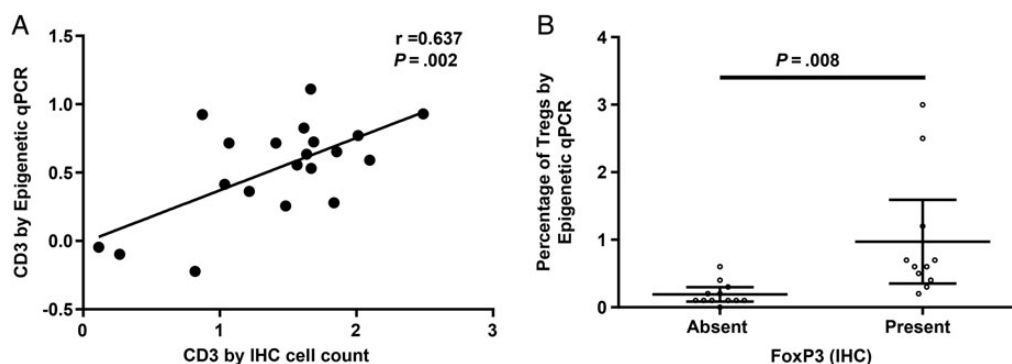 A
r =0.637
P = .002
1.5
1.0
0.5
0.0
-0.5
CD3 by Epigenetic qPCR
0
1
2
3
CD3 by IHC cell count
B
P = .008
4
3
2
1
0
Percentage of Tregs by
Epigenetic qPCR
Absent
Present
FoxP3 (IHC)